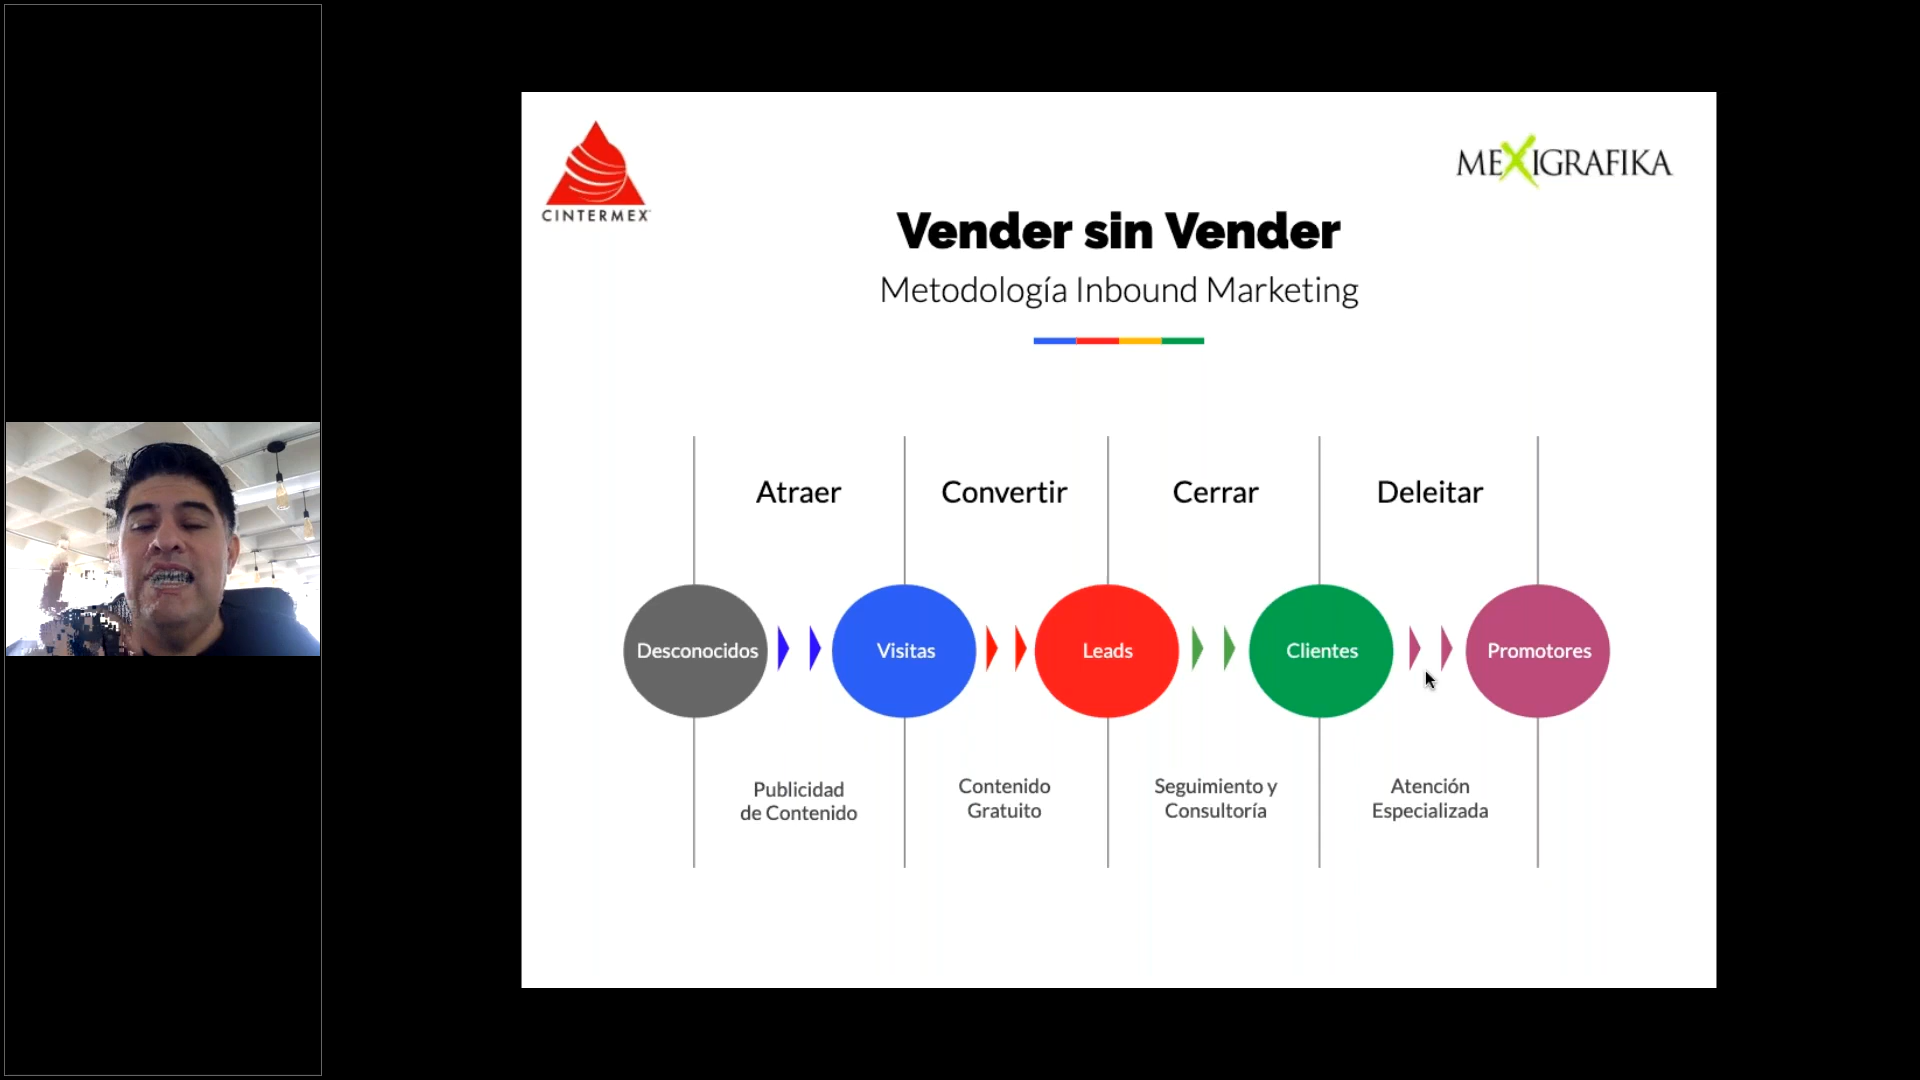 CINTERMEX
MEXIGRAFIKA
Vender sin Vender
Metodología Inbound Marketing
Atraer
Convertir
Cerrar
Deleitar
Desconocidos
Visitas
Leads
Clientes
Promotores
Publicidad
de Contenido
Contenido
Gratuito
Seguimiento y
Consultoría
Atención
Especializada